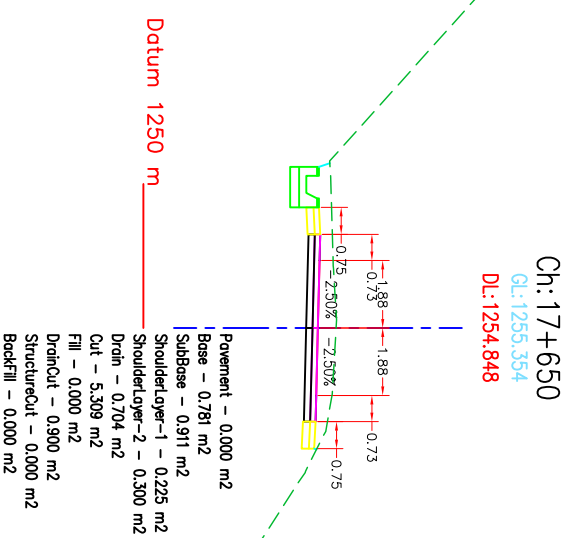 Ch:17+650
GL:1255.354
DL:1254.848
0.75
0.73
1.88
1.88
0.73
0.75
-2.50%
-2.50%
Datum 1250 m
Pavement - 0.000 m2
Base - 0.781 m2
SubBase - 0.911 m2
ShoulderLayer-1 - 0.225 m2
ShoulderLayer-2 - 0.300 m2
Drain - 0.704 m2
Cut - 5.309 m2
Fill - 0.000 m2
DrainCut - 0.900 m2
StructureCut - 0.000 m2
BackFill - 0.000 m2